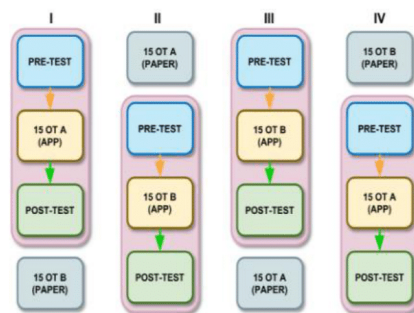 I
PRE-TEST
15 OT A
(APP)
POST-TEST
15 OT B
(PAPER)
II
15 OT A
(PAPER)
PRE-TEST
15 OT B
(APP)
POST-TEST
III
PRE-TEST
15 OT B
(APP)
POST-TEST
15 OT A
(PAPER)
IV
15 OT B
(PAPER)
PRE-TEST
15 OT A
(APP)
POST-TEST